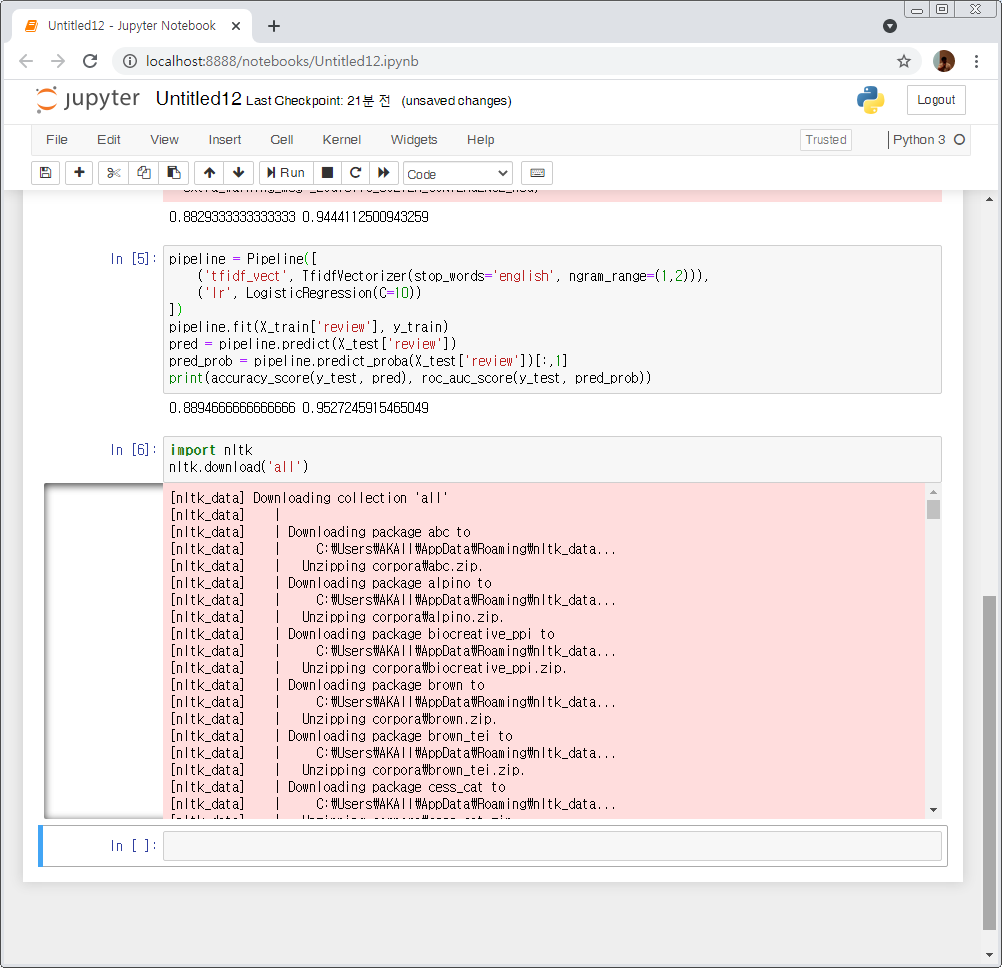 Untitled12 - Jupyter Notebook
localhost:8888/notebooks/Untitled12.ipynb
jupyter Untitled12 Last Checkpoint: 21분 전 (unsaved changes) Logout
File Edit View Insert Cell Kernel Widgets Help Trusted Python 3
Run Code
0.8829333333333333 0.9444112500943259
In [5]: pipeline = Pipeline([
('tfidf_vect', TfidfVectorizer(stop_words='english', ngram_range=(1,2))),
('lr', LogisticRegression(C=10))
])
pipeline.fit(X_train['review'], y_train)
pred = pipeline.predict(X_test['review'])
pred_prob = pipeline.predict_proba(X_test['review'])[:,1]
print(accuracy_score(y_test, pred), roc_auc_score(y_test, pred_prob))
0.8894666666666666 0.9527245915465049
In [6]: import nltk
nltk.download('all')
[nltk_data] Downloading collection 'all'
[nltk_data]    |
[nltk_data]    | Downloading package abc to
[nltk_data]    |     C:₩Users₩AKAII₩AppData₩Roaming₩nltk_data...
[nltk_data]    |   Unzipping corpora₩abc.zip.
[nltk_data]    | Downloading package alpino to
[nltk_data]    |     C:₩Users₩AKAII₩AppData₩Roaming₩nltk_data...
[nltk_data]    |   Unzipping corpora₩alpino.zip.
[nltk_data]    | Downloading package biocreative_ppi to
[nltk_data]    |     C:₩Users₩AKAII₩AppData₩Roaming₩nltk_data...
[nltk_data]    |   Unzipping corpora₩biocreative_ppi.zip.
[nltk_data]    | Downloading package brown to
[nltk_data]    |     C:₩Users₩AKAII₩AppData₩Roaming₩nltk_data...
[nltk_data]    |   Unzipping corpora₩brown.zip.
[nltk_data]    | Downloading package brown_tei to
[nltk_data]    |     C:₩Users₩AKAII₩AppData₩Roaming₩nltk_data...
[nltk_data]    |   Unzipping corpora₩brown_tei.zip.
[nltk_data]    | Downloading package cess_cat to
[nltk_data]    |     C:₩Users₩AKAII₩AppData₩Roaming₩nltk_data...
In [ ]: